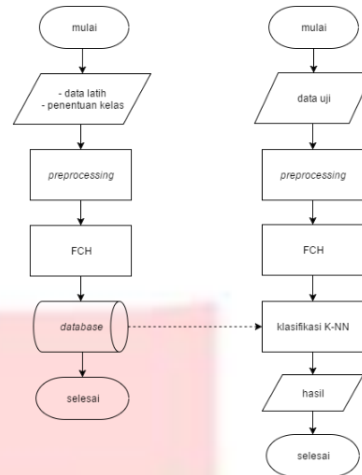 mulai
- data latih
- penentuan kelas
preprocessing
FCH
database
selesai
mulai
data uji
preprocessing
FCH
klasifikasi K-NN
hasil
selesai